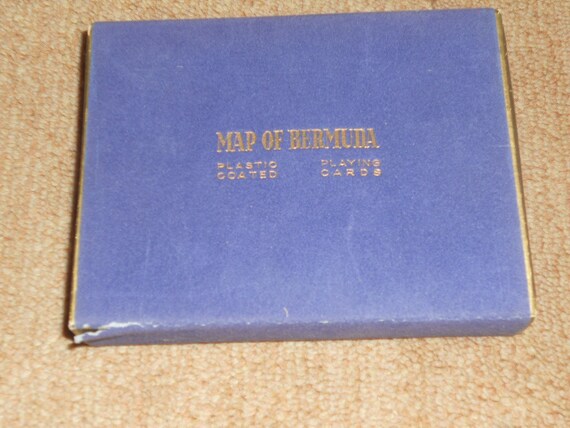 MAP OF BERMUDA
PLASTIC PLAYING
COATED CARDS